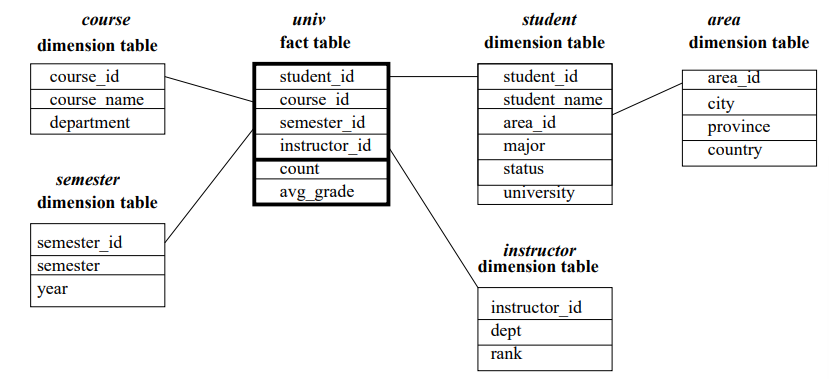 course
dimension table
course_id
course_name
department
univ
fact table
student_id
course_id
semester_id
instructor_id
count
avg_grade
student
dimension table
student_id
student_name
area_id
major
status
university
area
dimension table
area_id
city
province
country
semester
dimension table
semester_id
semester
year
instructor
dimension table
instructor_id
dept
rank